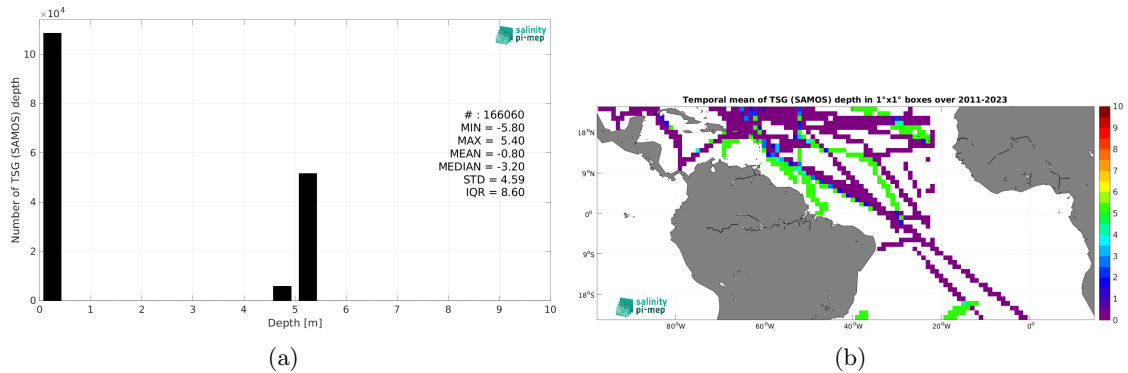 ×10⁴
10
8
6
4
2
0
0 1 2 3 4 5 6 7 8 9 10
Number of TSG (SAMOS) depth
Depth [m]
salinity
pi-mep
# : 166060
MIN = -5.80
MAX = 5.40
MEAN = -0.80
MEDIAN = -3.20
STD = 4.59
IQR = 8.60
(a)
Temporal mean of TSG (SAMOS) depth in 1°x1° boxes over 2011-2023
18°N
9°N
0°
9°S
18°S
80°W 60°W 40°W 20°W 0°
salinity
pi-mep
10
9
8
7
6
5
4
3
2
1
0
(b)